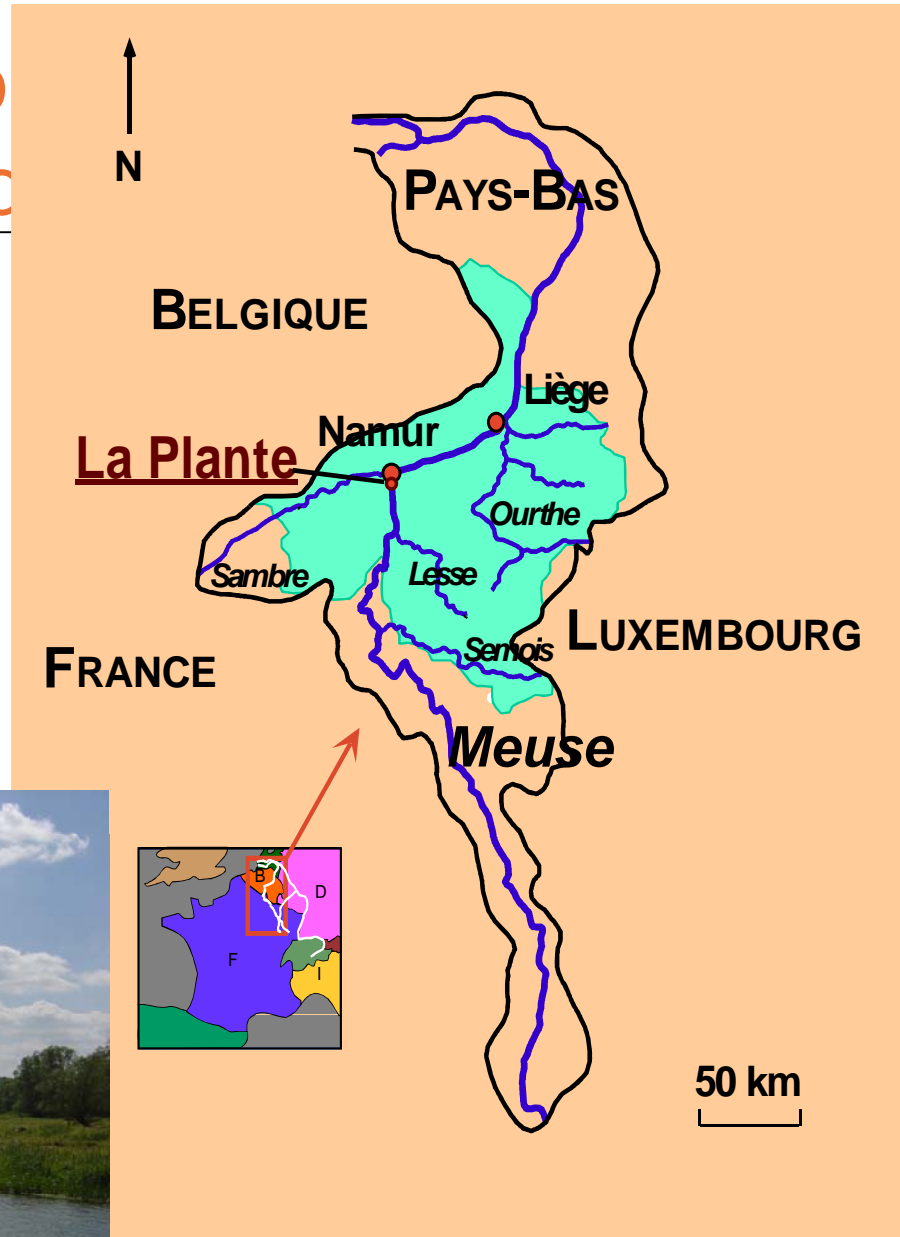 N
PAYS-BAS
BELGIQUE
Liège
Namur
La Plante
Ourthe
Sambre
Lesse
LUXEMBOURG
Semois
FRANCE
Meuse
B
D
F
I
50 km